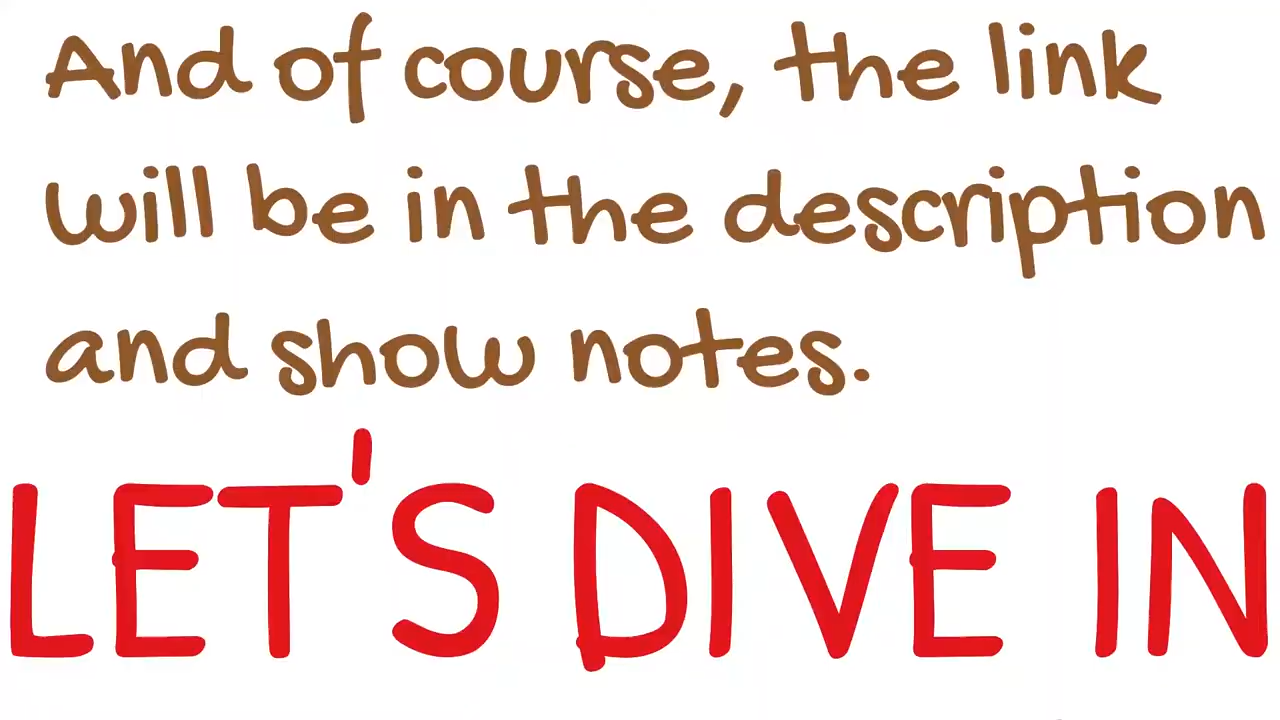 And of course, the link
will be in the description
and show notes.
LET'S DIVE IN